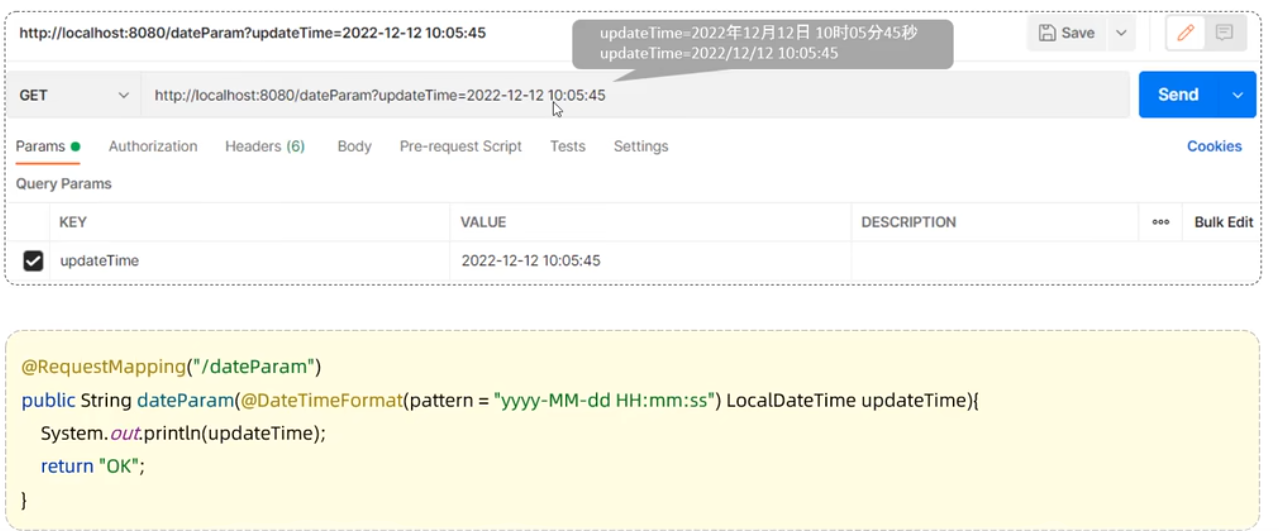 http://localhost:8080/dateParam?updateTime=2022-12-12 10:05:45
updateTime=2022年12月12日 10时05分45秒
updateTime=2022/12/12 10:05:45
Save
GET
http://localhost:8080/dateParam?updateTime=2022-12-12 10:05:45
Send
Params Authorization Headers (6) Body Pre-request Script Tests Settings Cookies
Query Params
KEY VALUE DESCRIPTION Bulk Edit
updateTime 2022-12-12 10:05:45
@RequestMapping("/dateParam")
public String dateParam(@DateTimeFormat(pattern = "yyyy-MM-dd HH:mm:ss") LocalDateTime updateTime){
System.out.println(updateTime);
return "OK";
}